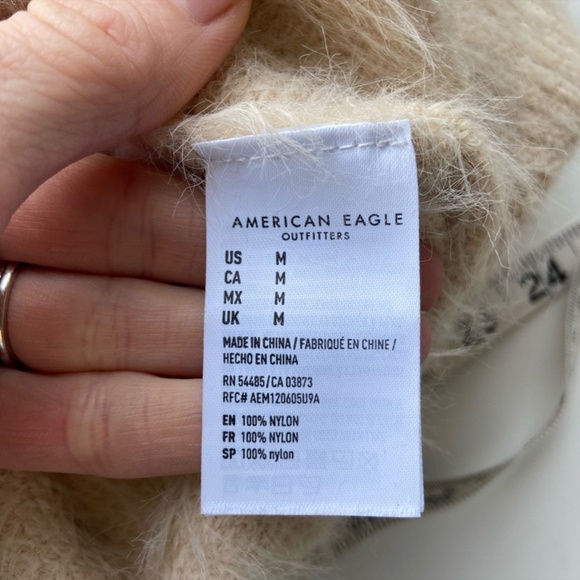 AMERICAN EAGLE
OUTFITTERS
US M
CA M
MX M
UK M
MADE IN CHINA / FABRIQUÉ EN CHINE /
HECHO EN CHINA
RN 54485 / CA 03873
RFC# AEM120605U9A
EN 100% NYLON
FR 100% NYLON
SP 100% nylon
24